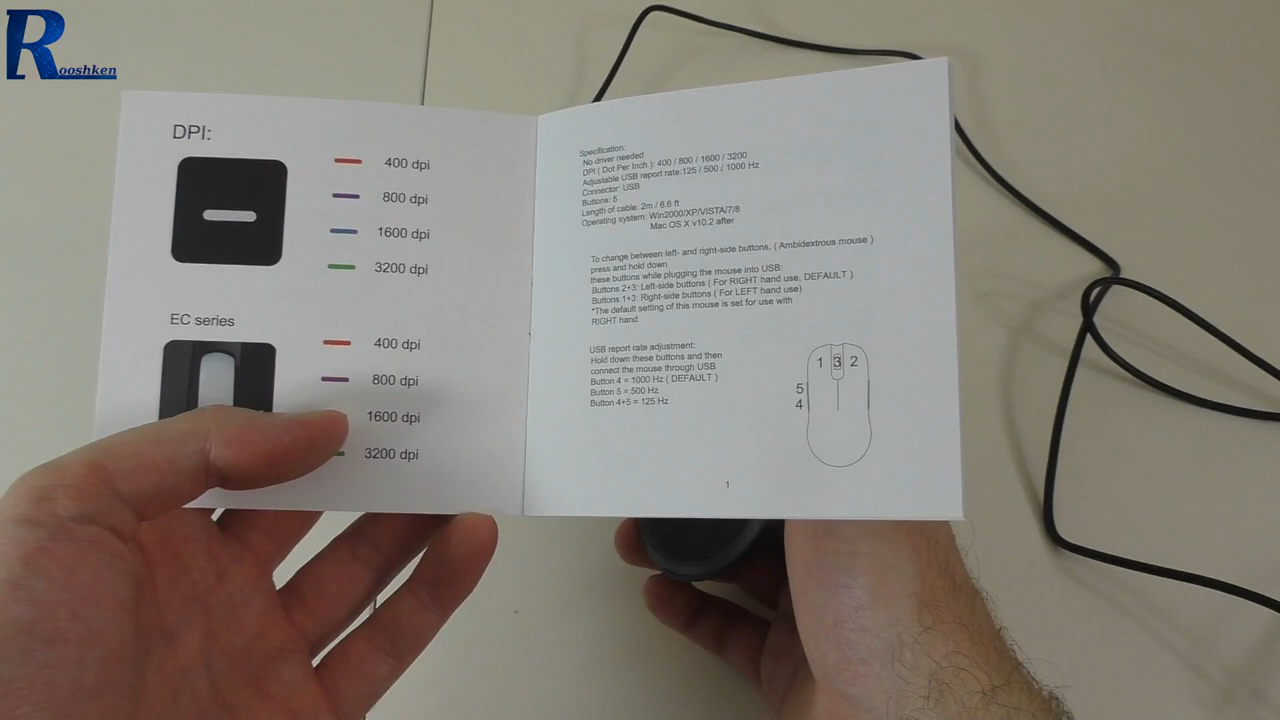 Rooshken
DPI:
400 dpi
800 dpi
1600 dpi
3200 dpi
EC series
400 dpi
800 dpi
1600 dpi
3200 dpi
Specification:
No driver needed
DPI ( Dot Per Inch ): 400 / 800 / 1600 / 3200
Adjustable USB report rate:125 / 500 / 1000 Hz
Connector: USB
Buttons: 5
Length of cable: 2m / 6.6 ft
Operating system: Win2000/XP/VISTA/7/8
Mac OS X v10.2 after
To change between left- and right-side buttons, ( Ambidextrous mouse )
press and hold down
these buttons while plugging the mouse into USB:
Buttons 2+3: Left-side buttons ( For RIGHT hand use, DEFAULT )
Buttons 1+3: Right-side buttons ( For LEFT hand use)
*The default setting of this mouse is set for use with
RIGHT hand
USB report rate adjustment:
Hold down these buttons and then
connect the mouse through USB
Button 4 = 1000 Hz ( DEFAULT )
Button 5 = 500 Hz
Button 4+5 = 125 Hz
1 3 2
5
4
1